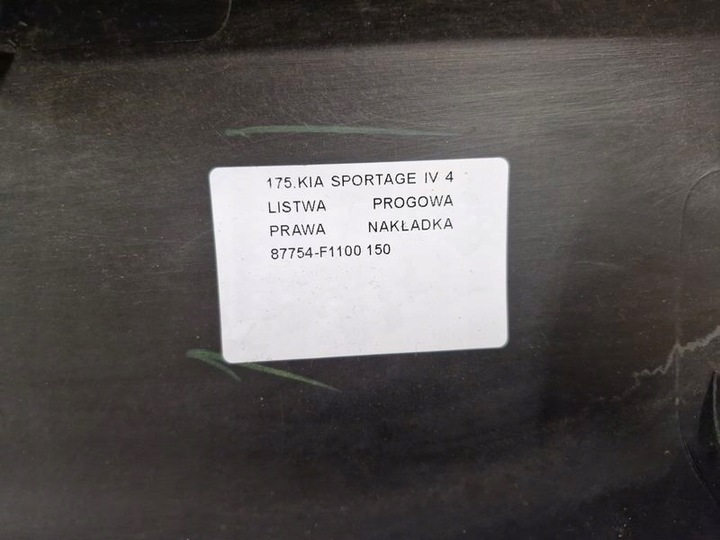 175.KIA SPORTAGE IV 4
LISTWA PROGOWA
PRAWA NAKŁADKA
87754-F1100 150